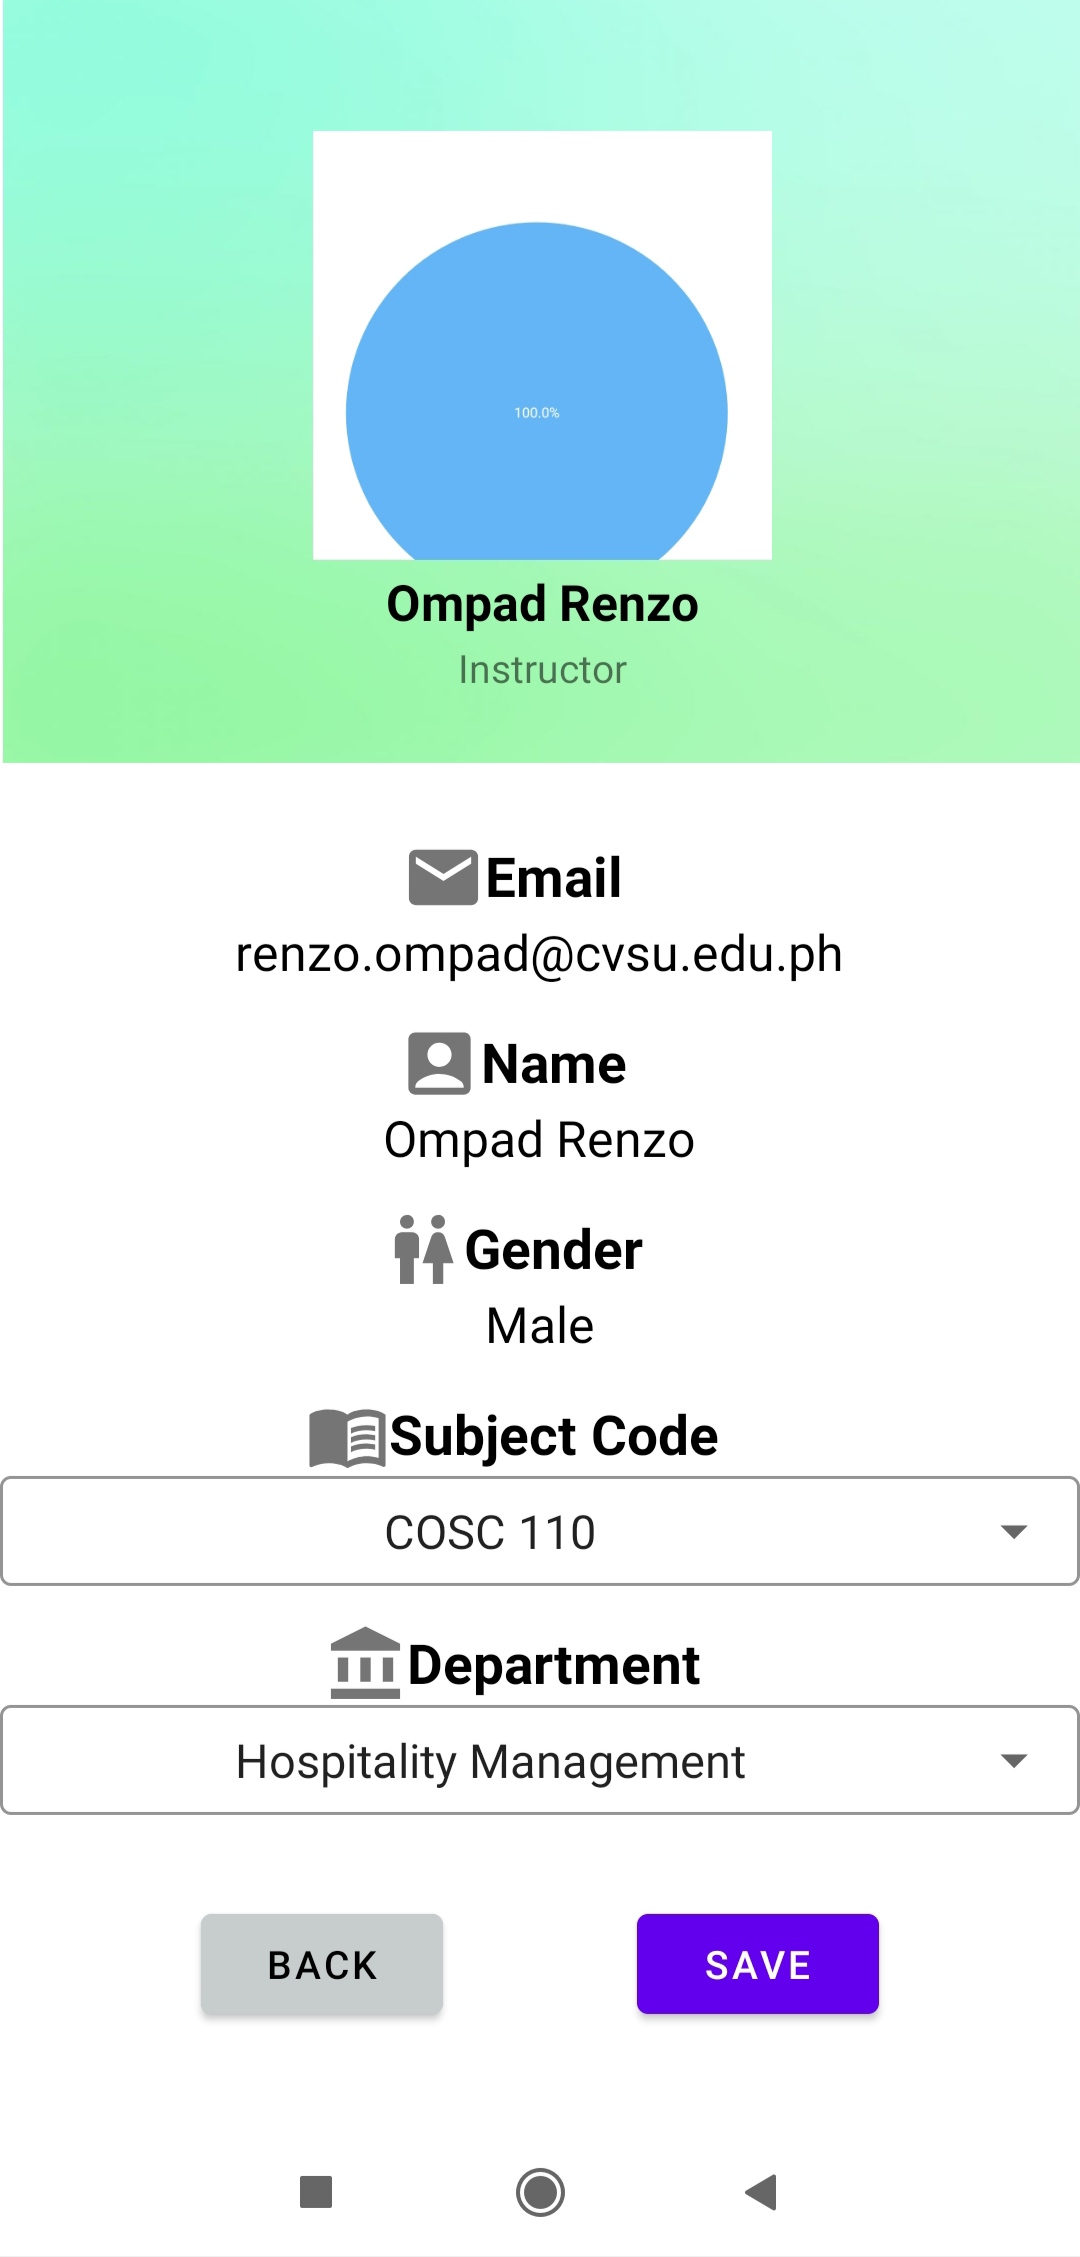 100.0%
Ompad Renzo
Instructor
Email
renzo.ompad@cvsu.edu.ph
Name
Ompad Renzo
Gender
Male
Subject Code
COSC 110
Department
Hospitality Management
BACK
SAVE